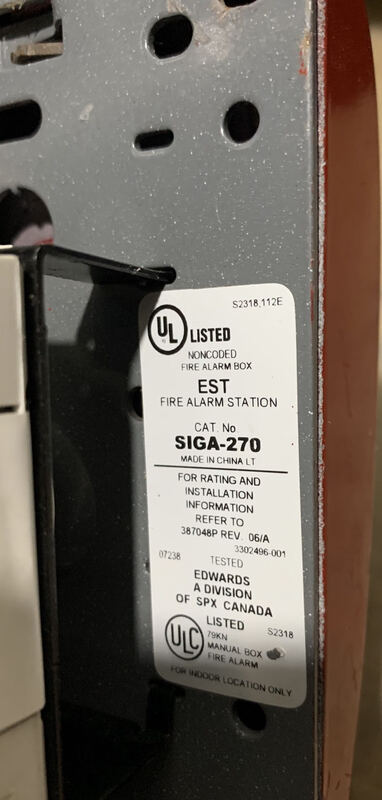 S2318,112E
UL LISTED
NONCODED
FIRE ALARM BOX
EST
FIRE ALARM STATION
CAT. No
SIGA-270
MADE IN CHINA LT
FOR RATING AND
INSTALLATION
INFORMATION
REFER TO
387048P REV. 06/A
3302496-001
07238 TESTED
EDWARDS
A DIVISION
OF SPX CANADA
LISTED S2318
ULC 79KN
MANUAL BOX
FIRE ALARM
FOR INDOOR LOCATION ONLY